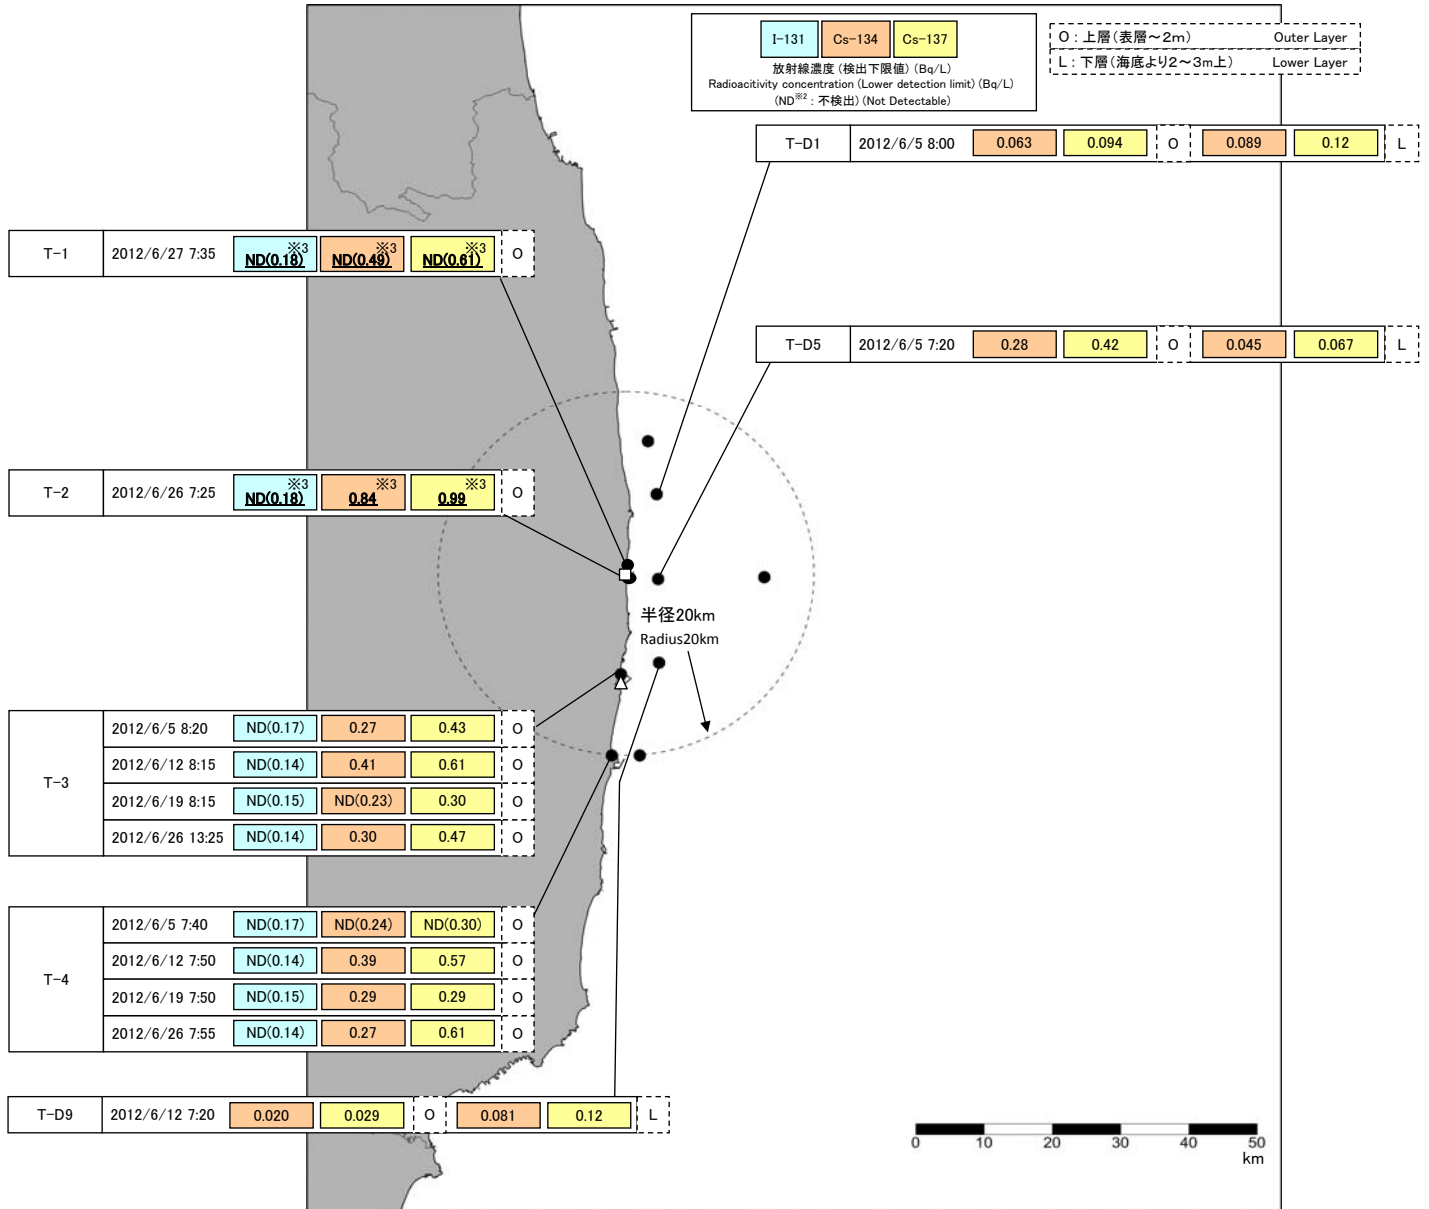 I-131 Cs-134 Cs-137
放射線濃度 (検出下限値) (Bq/L)
Radioacitivity concentration (Lower detection limit) (Bq/L)
(ND※2 : 不検出) (Not Detectable)
O : 上層(表層～2m) Outer Layer
L : 下層(海底より2～3m上) Lower Layer
T-D1 2012/6/5 8:00 0.063 0.094 O 0.089 0.12 L
T-1 2012/6/27 7:35 ※3 ND(0.18) ※3 ND(0.49) ※3 ND(0.61) O
T-D5 2012/6/5 7:20 0.28 0.42 O 0.045 0.067 L
T-2 2012/6/26 7:25 ※3 ND(0.18) ※3 0.84 ※3 0.99 O
半径20km
Radius20km
T-3
2012/6/5 8:20 ND(0.17) 0.27 0.43 O
2012/6/12 8:15 ND(0.14) 0.41 0.61 O
2012/6/19 8:15 ND(0.15) ND(0.23) 0.30 O
2012/6/26 13:25 ND(0.14) 0.30 0.47 O
T-4
2012/6/5 7:40 ND(0.17) ND(0.24) ND(0.30) O
2012/6/12 7:50 ND(0.14) 0.39 0.57 O
2012/6/19 7:50 ND(0.15) 0.29 0.29 O
2012/6/26 7:55 ND(0.14) 0.27 0.61 O
T-D9 2012/6/12 7:20 0.020 0.029 O 0.081 0.12 L
0 10 20 30 40 50
km